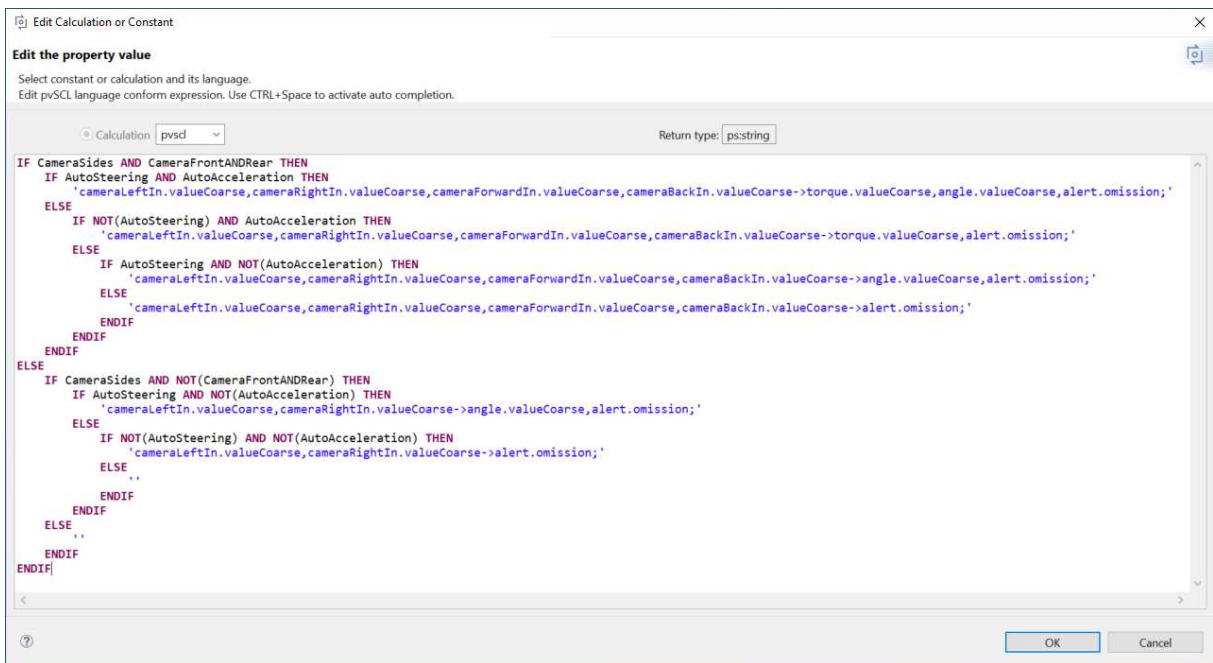 Edit Calculation or Constant
Edit the property value
Select constant or calculation and its language.
Edit pvSCL language conform expression. Use CTRL+Space to activate auto completion.
Calculation pvscl Return type: ps:string
IF CameraSides AND CameraFrontANDRear THEN
IF AutoSteering AND AutoAcceleration THEN
'cameraLeftIn.valueCoarse,cameraRightIn.valueCoarse,cameraForwardIn.valueCoarse,cameraBackIn.valueCoarse->torque.valueCoarse,angle.valueCoarse,alert.omission;'
ELSE
IF NOT(AutoSteering) AND AutoAcceleration THEN
'cameraLeftIn.valueCoarse,cameraRightIn.valueCoarse,cameraForwardIn.valueCoarse,cameraBackIn.valueCoarse->torque.valueCoarse,alert.omission;'
ELSE
IF AutoSteering AND NOT(AutoAcceleration) THEN
'cameraLeftIn.valueCoarse,cameraRightIn.valueCoarse,cameraForwardIn.valueCoarse,cameraBackIn.valueCoarse->angle.valueCoarse,alert.omission;'
ELSE
'cameraLeftIn.valueCoarse,cameraRightIn.valueCoarse,cameraForwardIn.valueCoarse,cameraBackIn.valueCoarse->alert.omission;'
ENDIF
ENDIF
ENDIF
ELSE
IF CameraSides AND NOT(CameraFrontANDRear) THEN
IF AutoSteering AND NOT(AutoAcceleration) THEN
'cameraLeftIn.valueCoarse,cameraRightIn.valueCoarse->angle.valueCoarse,alert.omission;'
ELSE
IF NOT(AutoSteering) AND NOT(AutoAcceleration) THEN
'cameraLeftIn.valueCoarse,cameraRightIn.valueCoarse->alert.omission;'
ELSE
''
ENDIF
ENDIF
ELSE
''
ENDIF
ENDIF
OK Cancel